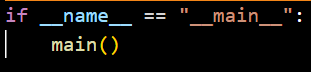 if __name__ == "__main__":
    main()